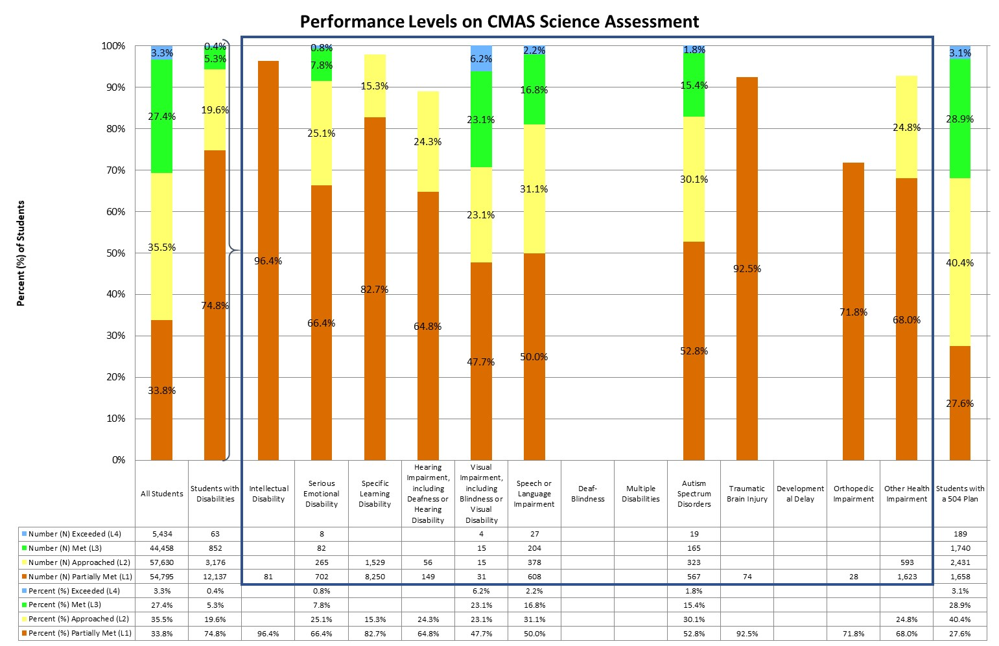 Performance Levels on CMAS Science Assessment
Percent (%) of Students
100%
90%
80%
70%
60%
50%
40%
30%
20%
10%
0%
3.3%
27.4%
35.5%
33.8%
0.4%
5.3%
19.6%
74.8%
96.4%
0.8%
7.8%
25.1%
66.4%
15.3%
82.7%
24.3%
64.8%
6.2%
23.1%
23.1%
47.7%
2.2%
16.8%
31.1%
50.0%
1.8%
15.4%
30.1%
52.8%
92.5%
71.8%
24.8%
68.0%
3.1%
28.9%
40.4%
27.6%
All Students
Students with
Disabilities
Intellectual
Disability
Serious
Emotional
Disability
Specific
Learning
Disability
Hearing
Impairment,
including
Deafness or
Hearing
Disability
Visual
Impairment,
including
Blindness or
Visual
Disability
Speech or
Language
Impairment
Deaf-
Blindness
Multiple
Disabilities
Autism
Spectrum
Disorders
Traumatic
Brain Injury
Development
al Delay
Orthopedic
Impairment
Other Health
Impairment
Students with
a 504 Plan
Number (N) Exceeded (L4) 5,434 63 8 4 27 19 189
Number (N) Met (L3) 44,458 852 82 15 204 165 1,740
Number (N) Approached (L2) 57,630 3,176 265 1,529 56 15 378 323 593 2,431
Number (N) Partially Met (L1) 54,795 12,137 81 702 8,250 149 31 608 567 74 28 1,623 1,658
Percent (%) Exceeded (L4) 3.3% 0.4% 0.8% 6.2% 2.2% 1.8% 3.1%
Percent (%) Met (L3) 27.4% 5.3% 7.8% 23.1% 16.8% 15.4% 28.9%
Percent (%) Approached (L2) 35.5% 19.6% 25.1% 15.3% 24.3% 23.1% 31.1% 30.1% 24.8% 40.4%
Percent (%) Partially Met (L1) 33.8% 74.8% 96.4% 66.4% 82.7% 64.8% 47.7% 50.0% 52.8% 92.5% 71.8% 68.0% 27.6%